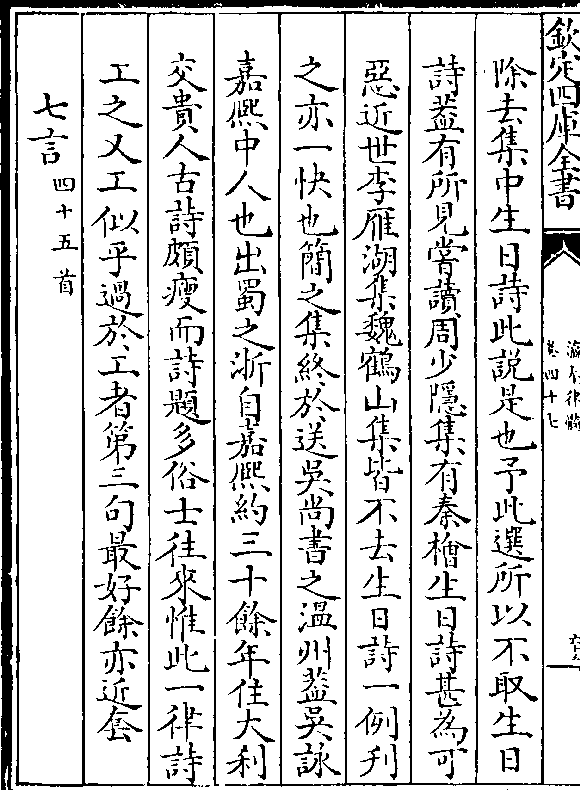 欽定四庫全書
瀛奎律髓
卷四十七
除去集中生日詩此説是也予此選所以不取生日
詩葢有所見嘗讀周少隱集有秦檜生日詩甚為可
惡近世李雁湖集魏鶴山集皆不去生日詩一例刋
之亦一快也簡之集終於送吳尚書之温州葢吳詠
嘉熙中人也出蜀之浙自嘉熙約三十餘年住大利
交貴人古詩頗瘦而詩題多俗士往來惟此一律詩
工之又工似乎過於工者第三句最好餘亦近套
七言四十五首